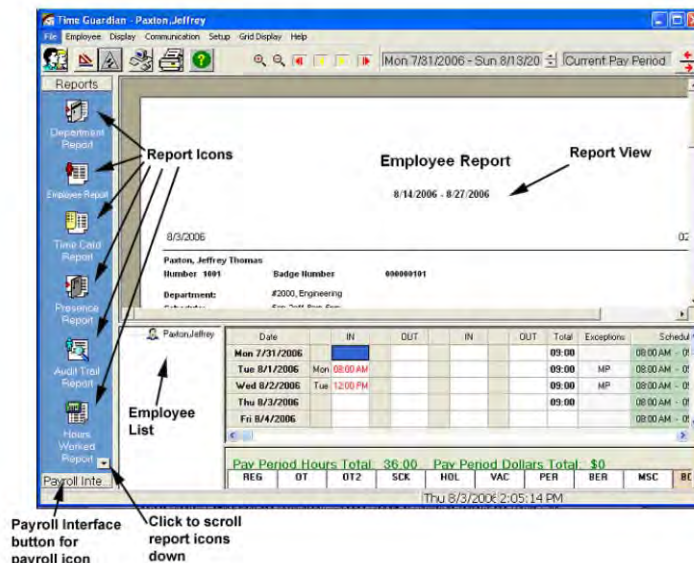 Time Guardian - Paxton,Jeffrey
File Employee Display Communication Setup Grid Display Help
Mon 7/31/2006 - Sun 8/13/20 Current Pay Period
Reports
Department
Report
Employee Report
Time Card
Report
Presence
Report
Audit Trail
Report
Hours
Worked
Report
Payroll Inte...
Report Icons
Employee Report
Report View
8/14/2006 - 8/27/2006
8/3/2006 02
Paxton, Jeffrey Thomas
Number 1001 Badge Number 000000101
Department: #2000, Engineering
Paxton,Jeffrey
Employee
List
Date IN OUT IN OUT Total Exceptions Schedul
Mon 7/31/2006 09:00 08:00 AM - 05
Tue 8/1/2006 Mon 08:00 AM 09:00 MP 08:00 AM - 05
Wed 8/2/2006 Tue 12:00 PM 09:00 MP 08:00 AM - 05
Thu 8/3/2006 09:00 08:00 AM - 05
Fri 8/4/2006 08:00 AM - 05
Pay Period Hours Total: 36:00 Pay Period Dollars Total: $0
REG OT OT2 SCK HOL VAC PER BER MSC
Thu 8/3/2006 2:05:14 PM
Payroll Interface
button for
payroll icon
Click to scroll
report icons
down